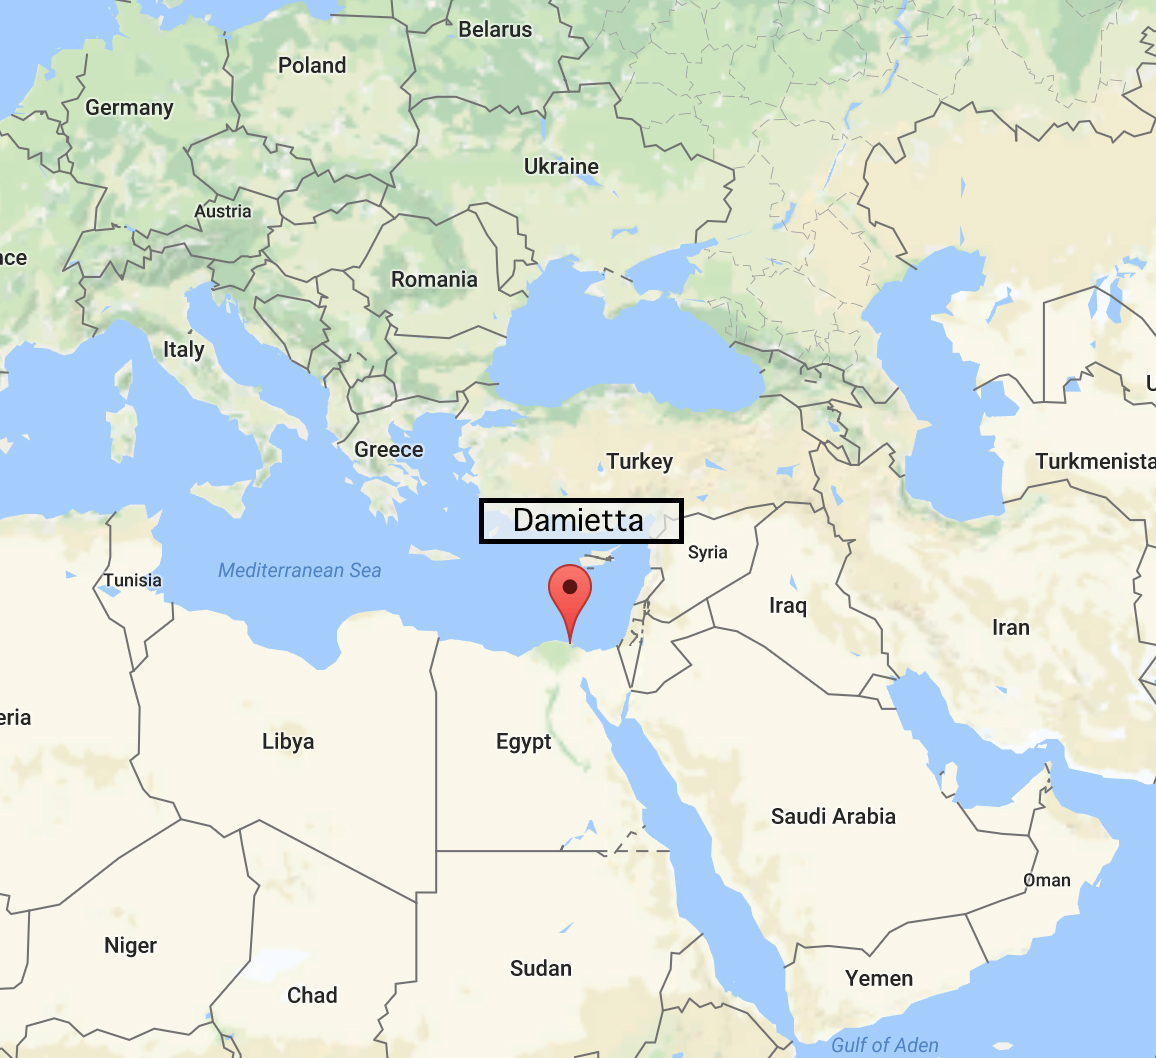 Belarus
Poland
Germany
Ukraine
Austria
nce
Romania
Italy
U
Greece
Turkey
Turkmenista
Damietta
Syria
Mediterranean Sea
Tunisia
Iraq
Iran
eria
Libya
Egypt
Saudi Arabia
Oman
Niger
Sudan
Yemen
Chad
Gulf of Aden